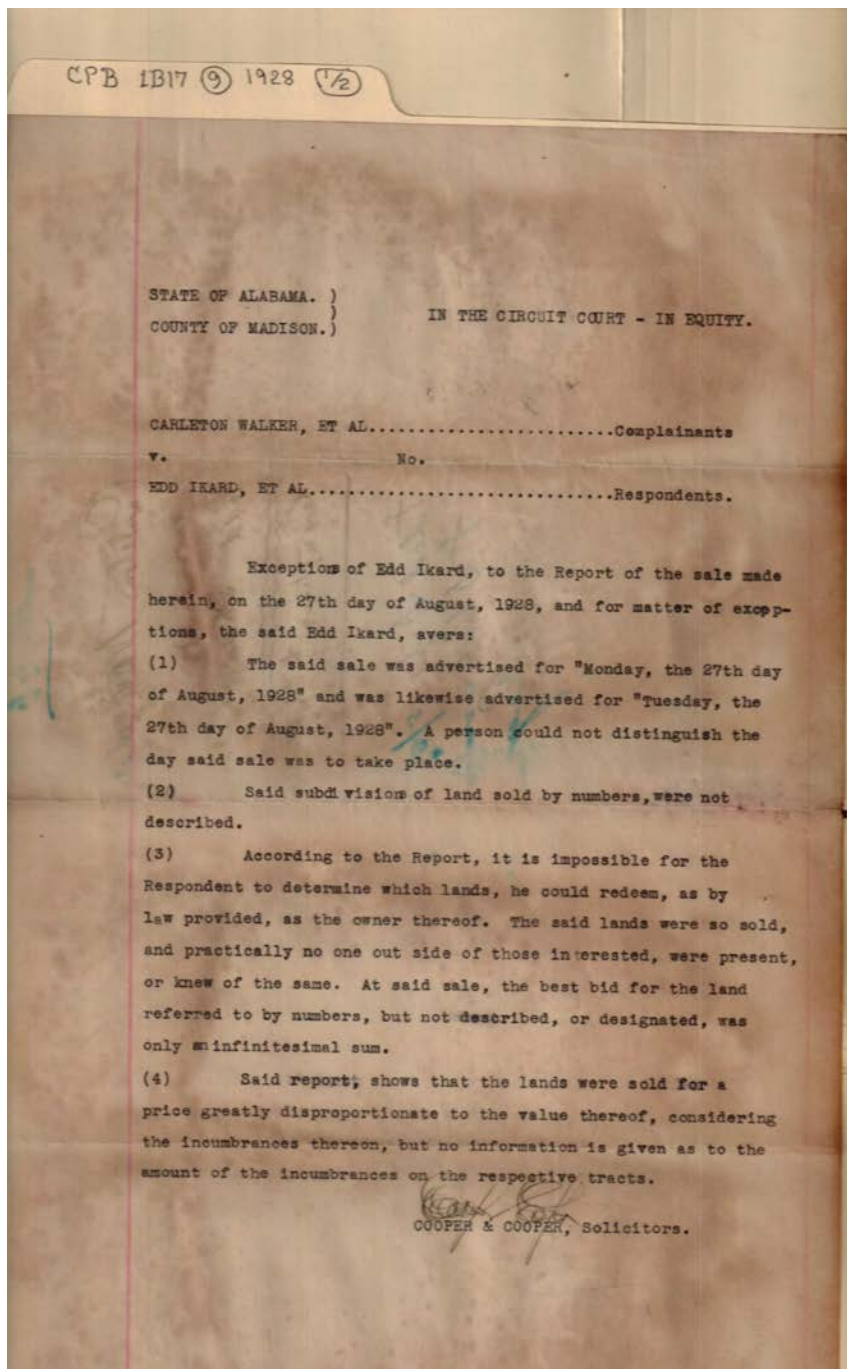 CPB 1B17 (9) 1928 (1/2)
STATE OF ALABAMA. )
)
COUNTY OF MADISON.)
IN THE CIRCUIT COURT - IN EQUITY.
CARLETON WALKER, ET AL..........................Complainants
v. No.
EDD IKARD, ET AL................................Respondents.
Exceptions of Edd Ikard, to the Report of the sale made
herein, on the 27th day of August, 1928, and for matter of excep-
tions, the said Edd Ikard, avers:
(1) The said sale was advertised for "Monday, the 27th day
of August, 1928" and was likewise advertised for "Tuesday, the
27th day of August, 1928". A person could not distinguish the
day said sale was to take place.
(2) Said subdivisions of land sold by numbers, were not
described.
(3) According to the Report, it is impossible for the
Respondent to determine which lands, he could redeem, as by
law provided, as the owner thereof. The said lands were so sold,
and practically no one out side of those interested, were present,
or knew of the same. At said sale, the best bid for the land
referred to by numbers, but not described, or designated, was
only an infinitesimal sum.
(4) Said report, shows that the lands were sold for a
price greatly disproportionate to the value thereof, considering
the incumbrances thereon, but no information is given as to the
amount of the incumbrances on the respective tracts.
COOPER & COOPER, Solicitors.